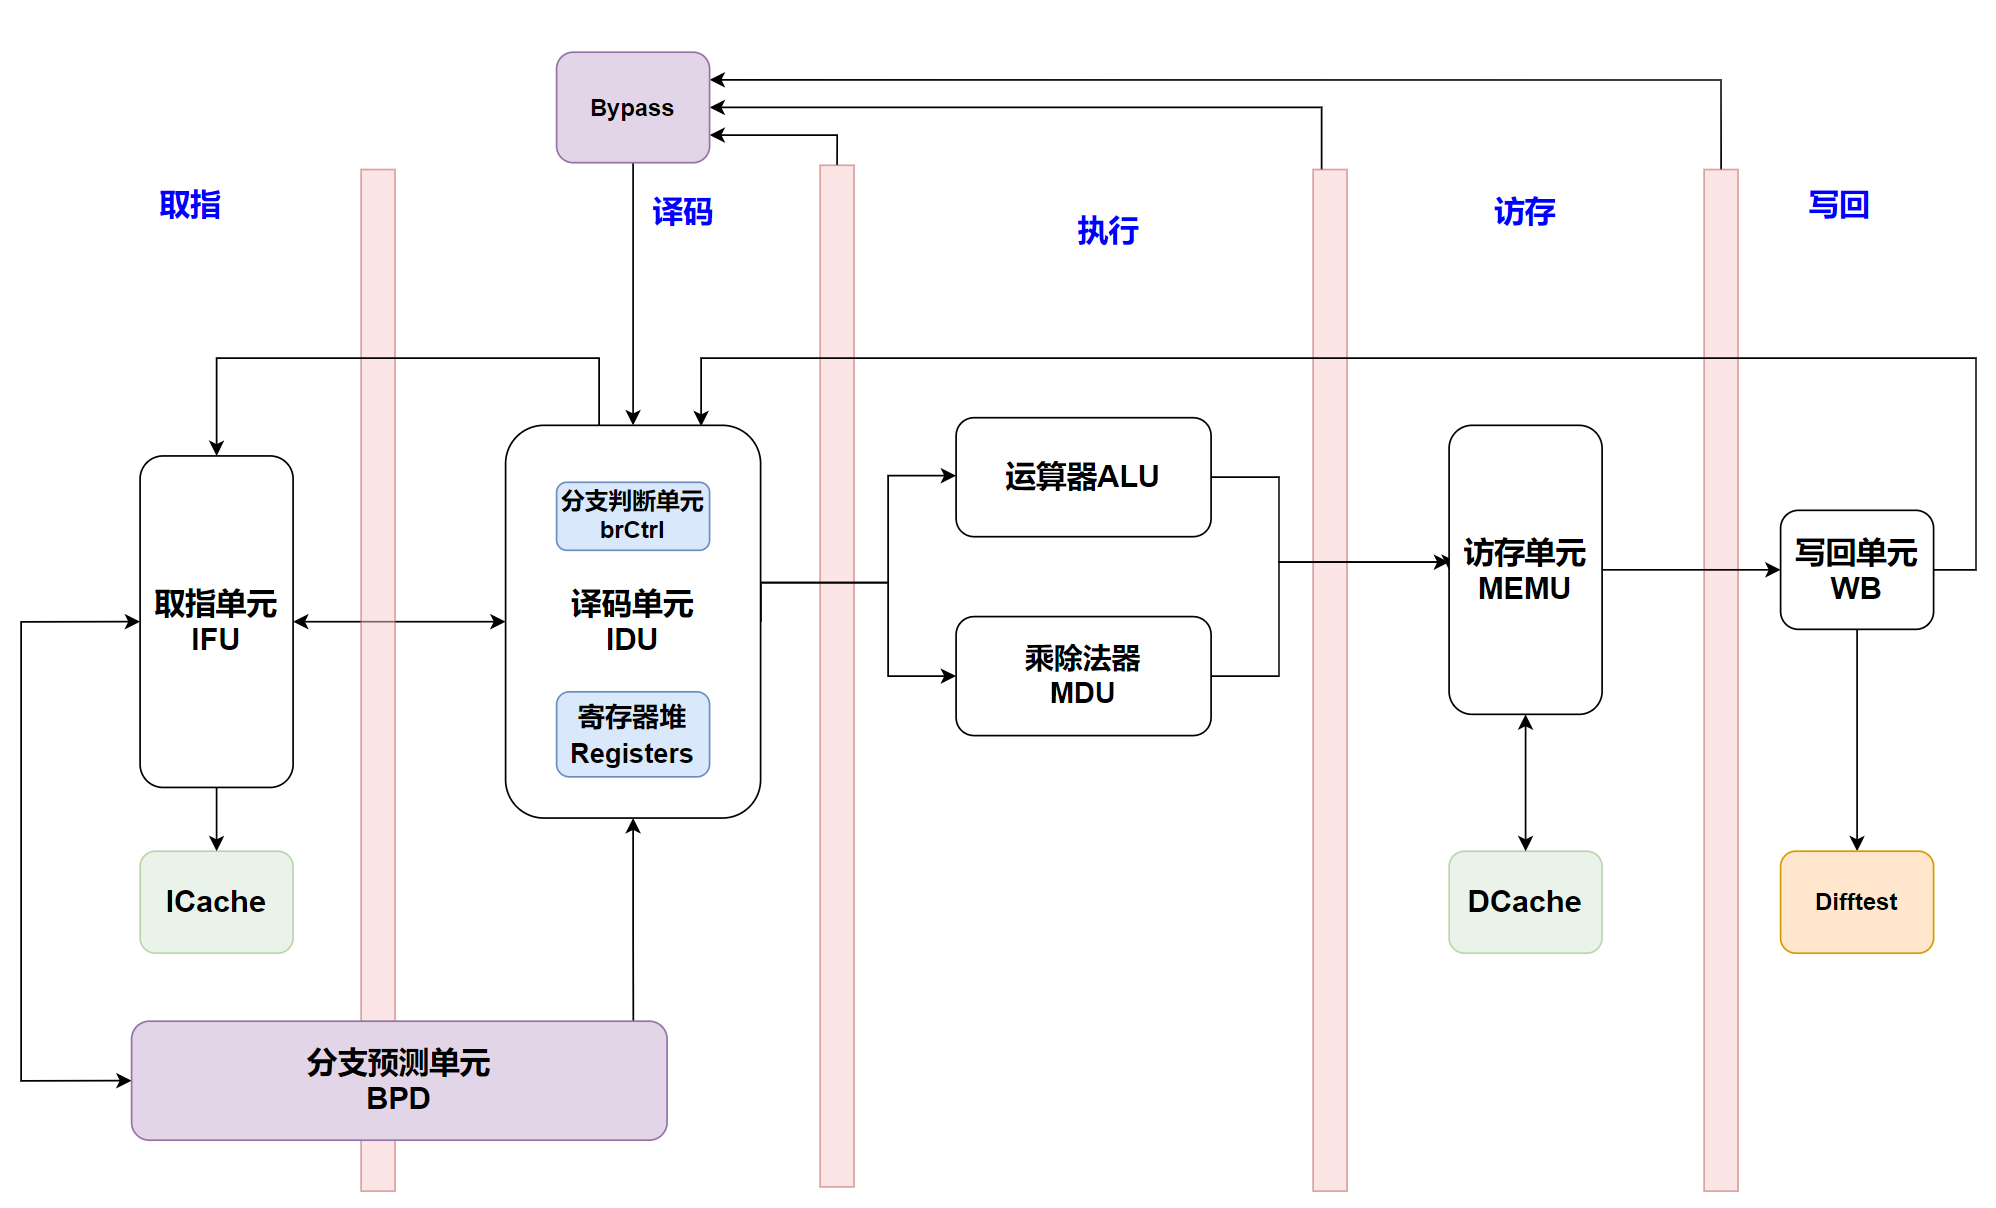 Bypass
取指
译码
执行
访存
写回
取指单元
IFU
分支判断单元
brCtrl
译码单元
IDU
寄存器堆
Registers
运算器ALU
乘除法器
MDU
访存单元
MEMU
写回单元
WB
ICache
DCache
Difftest
分支预测单元
BPD